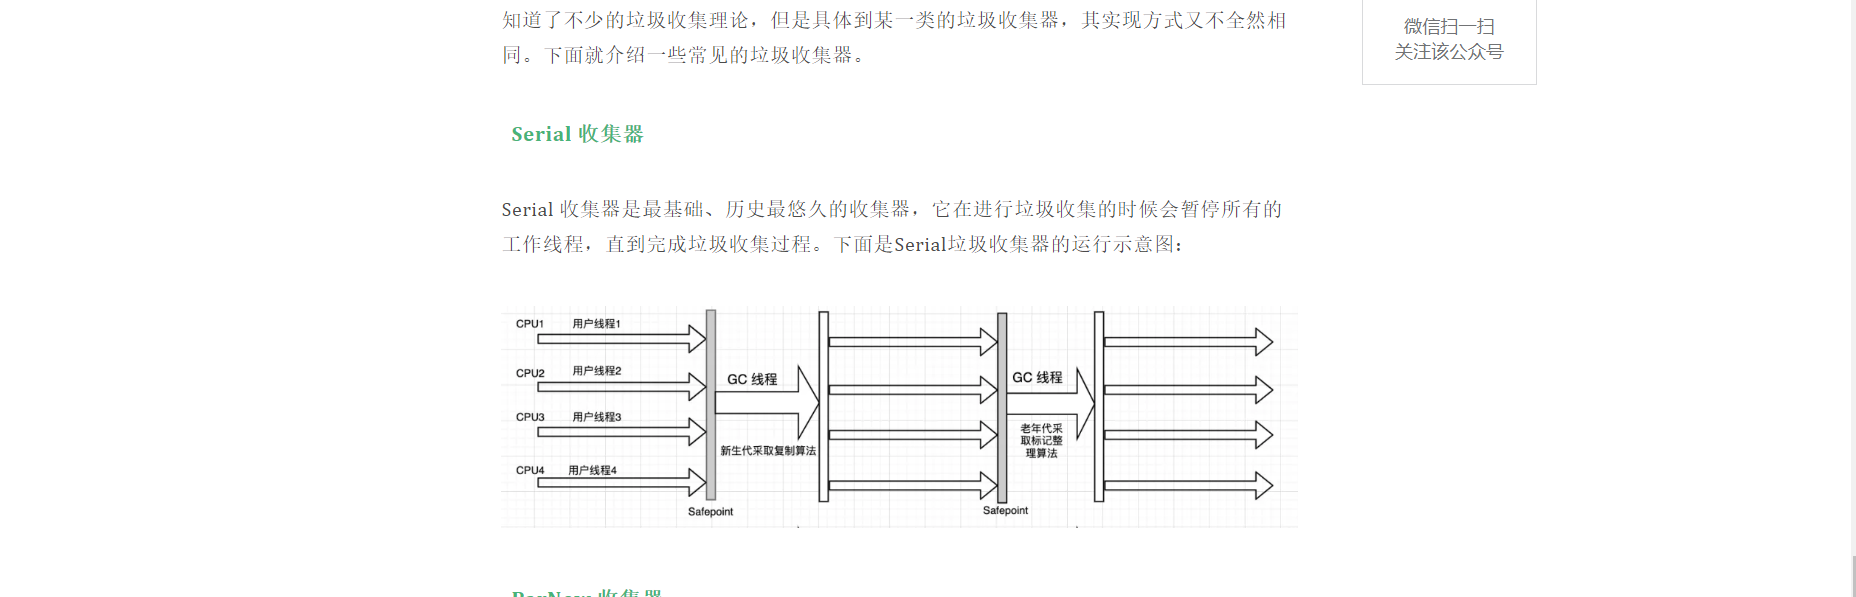 知道了不少的垃圾收集理论，但是具体到某一类的垃圾收集器，其实现方式又不全然相
同。下面就介绍一些常见的垃圾收集器。
微信扫一扫
关注该公众号
Serial 收集器
Serial 收集器是最基础、历史最悠久的收集器，它在进行垃圾收集的时候会暂停所有的
工作线程，直到完成垃圾收集过程。下面是Serial垃圾收集器的运行示意图：
CPU1 用户线程1
CPU2 用户线程2
CPU3 用户线程3
CPU4 用户线程4
GC 线程
新生代采取复制算法
Safepoint
GC 线程
老年代采
取标记整
理算法
Safepoint
ParNew 收集器